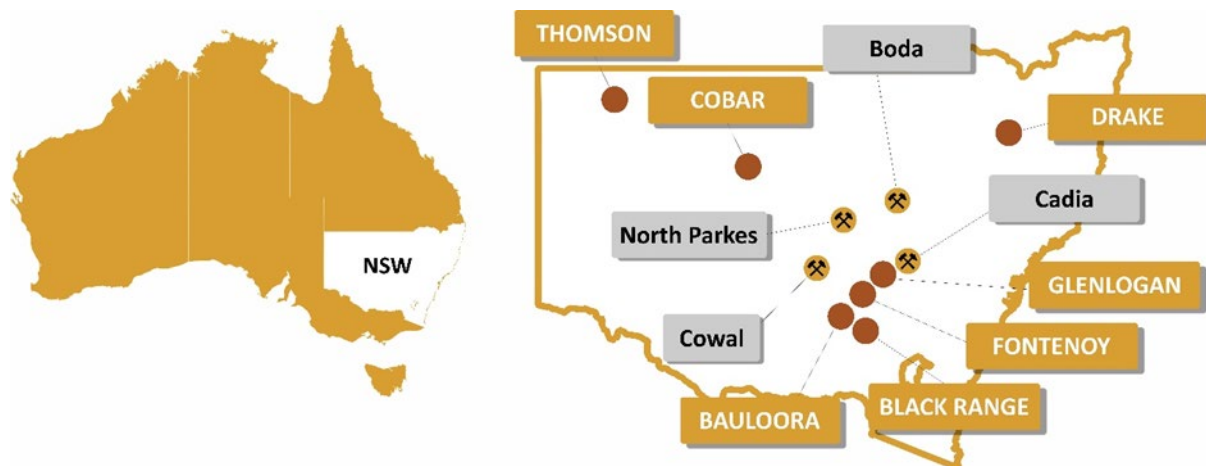 THOMSON
Boda
COBAR
DRAKE
Cadia
North Parkes
NSW
GLENLOGAN
Cowal
FONTENOY
BLACK RANGE
BAULOORA